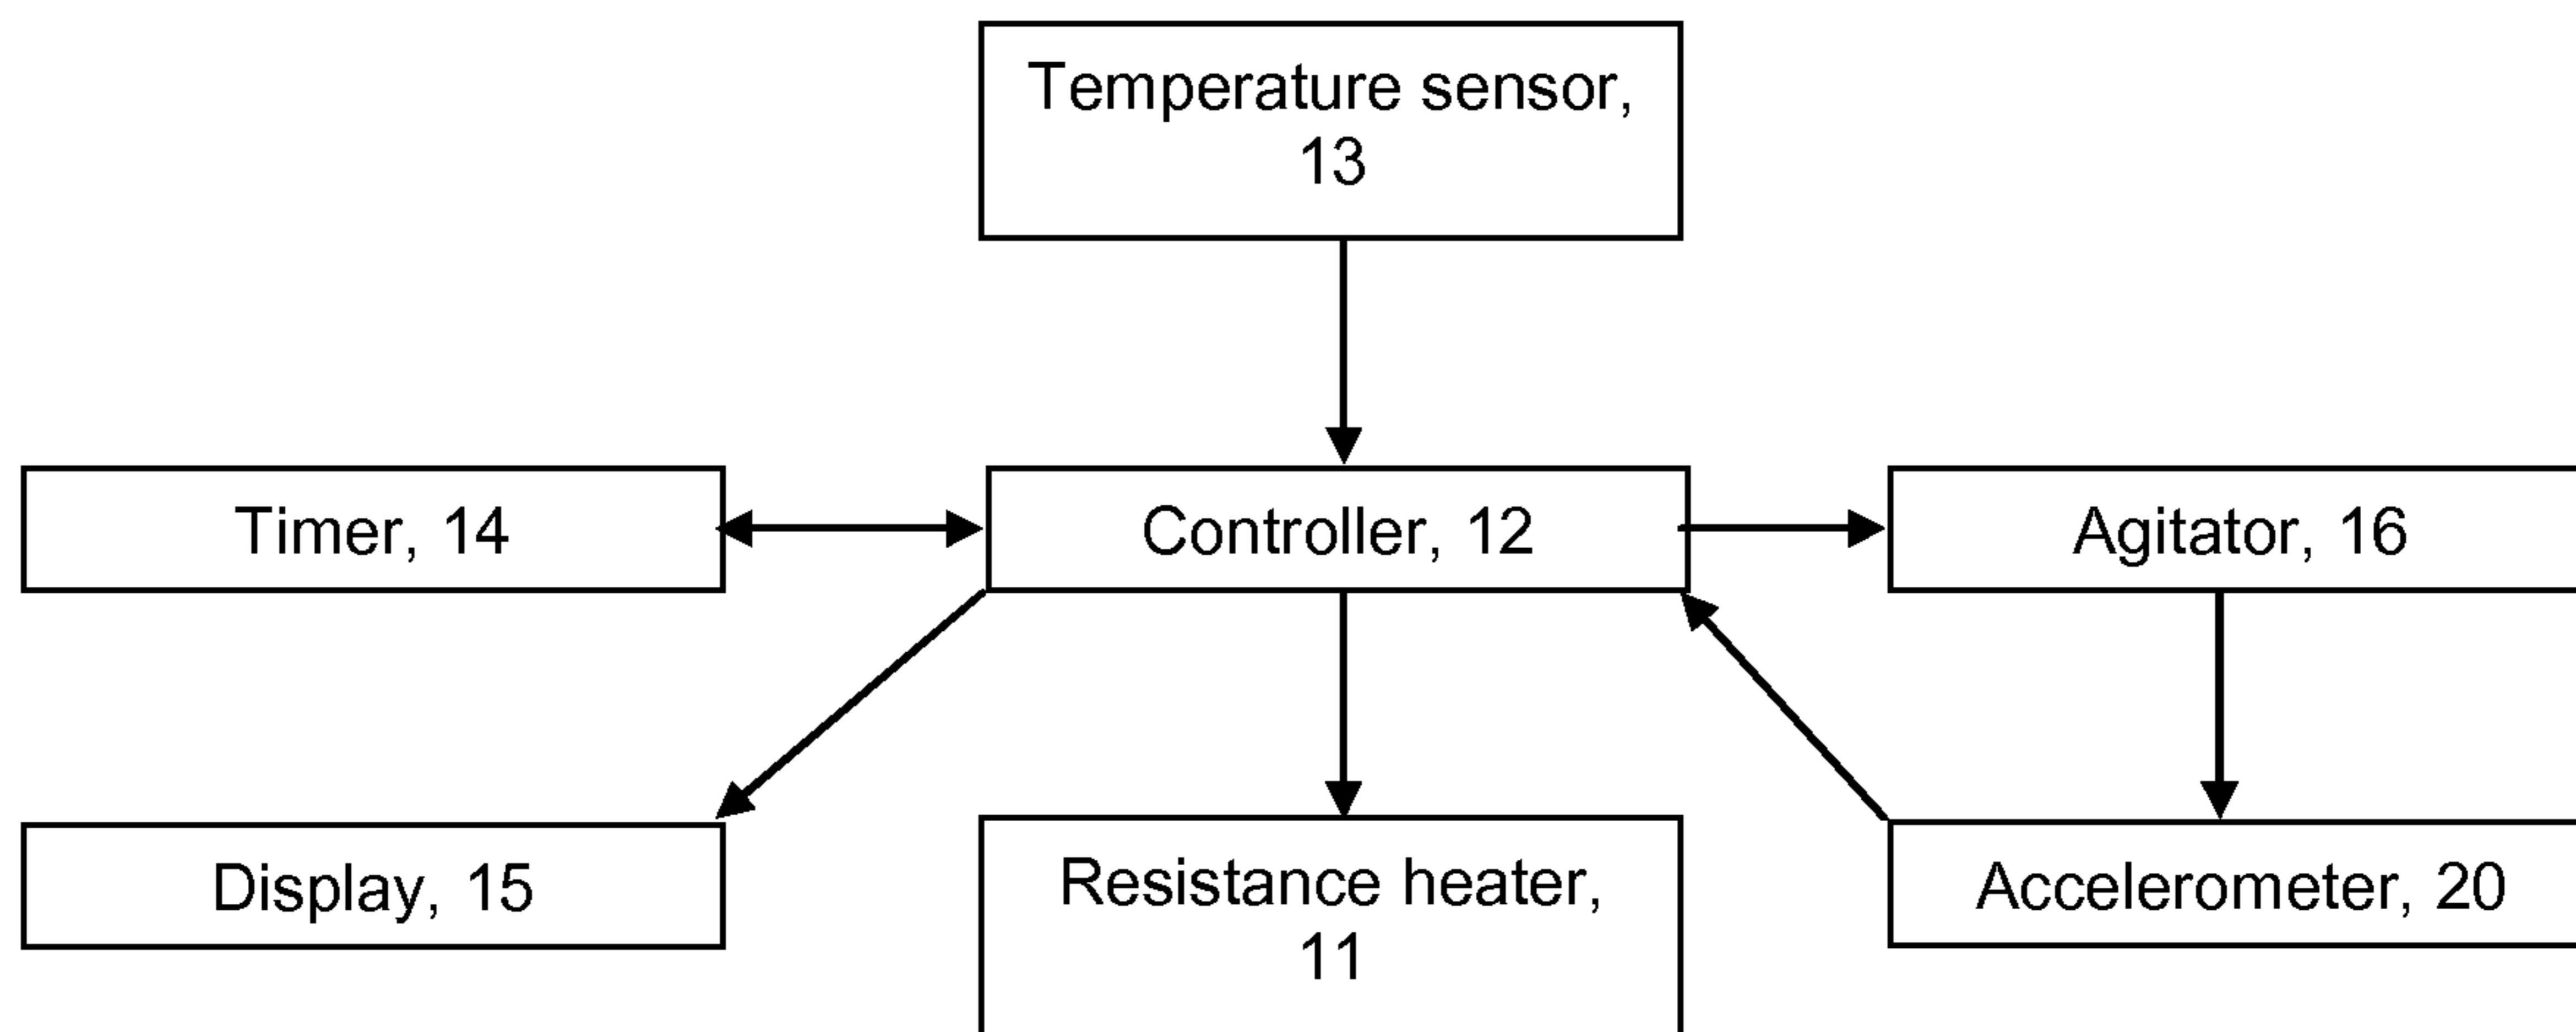 Temperature sensor,
13
Timer, 14
Controller, 12
Agitator, 16
Display, 15
Resistance heater,
11
Accelerometer, 20